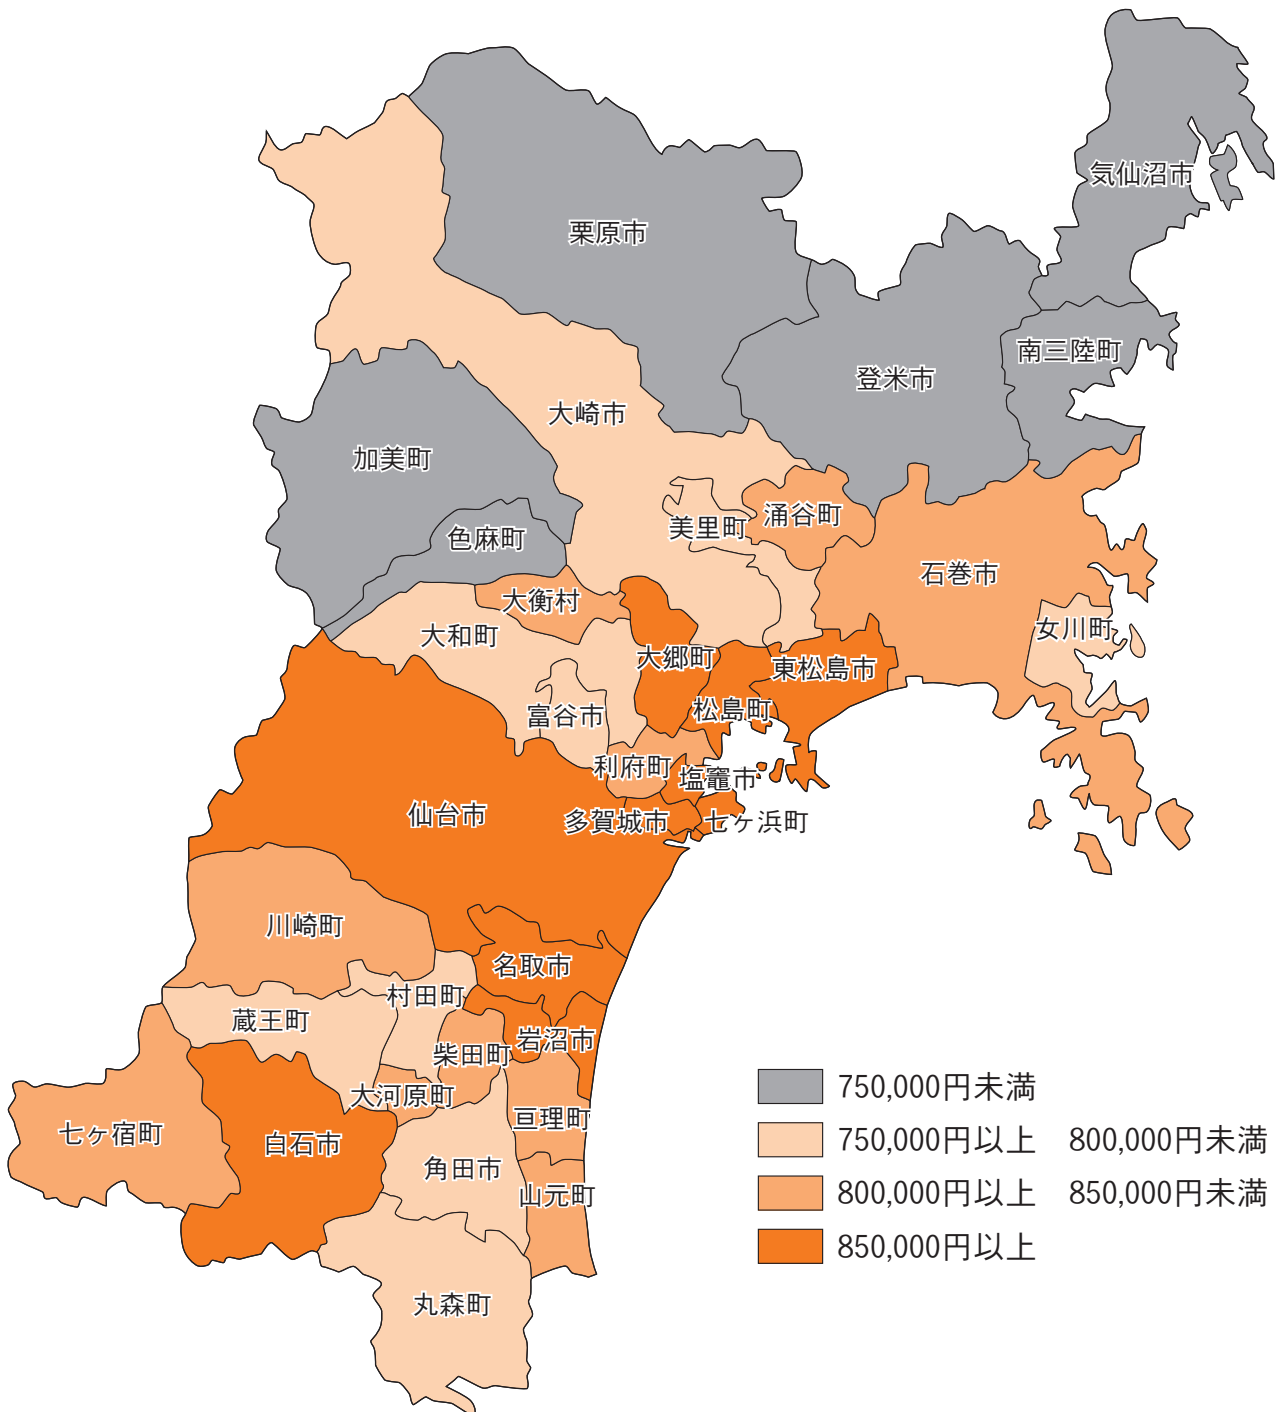 気仙沼市
栗原市
南三陸町
登米市
大崎市
加美町
涌谷町
美里町
色麻町
石巻市
大衡村
女川町
大和町
大郷町
東松島市
松島町
富谷市
利府町
塩竈市
仙台市
多賀城市
七ヶ浜町
川崎町
名取市
村田町
蔵王町
岩沼市
柴田町
大河原町
亘理町
七ヶ宿町
白石市
角田市
山元町
丸森町
750,000円未満
750,000円以上 800,000円未満
800,000円以上 850,000円未満
850,000円以上